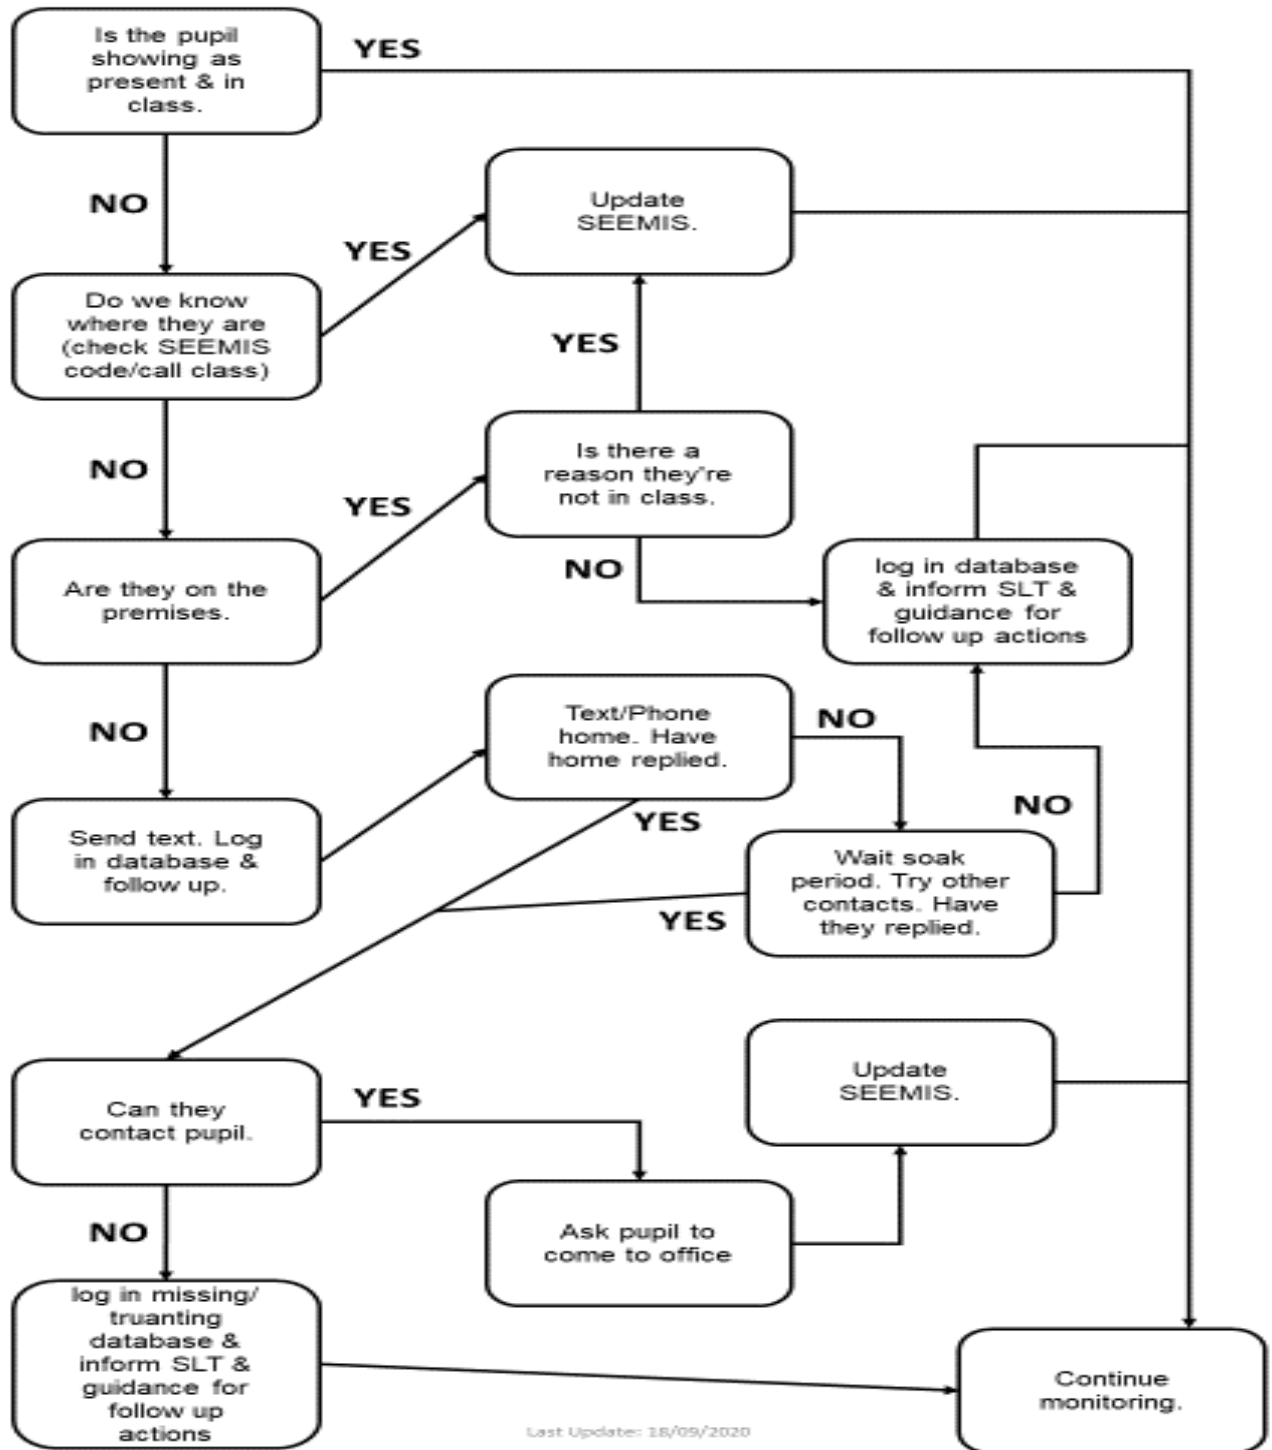 Is the pupil
showing as
present & in
class.
YES
NO
Update
SEEMIS.
YES
Do we know
where they are
(check SEEMIS
code/call class)
YES
NO
Is there a
reason they're
not in class.
YES
NO
Are they on the
premises.
log in database
& inform SLT &
guidance for
follow up actions
NO
Text/Phone
home. Have
home replied.
NO
YES
NO
Send text. Log
in database &
follow up.
Wait soak
period. Try other
contacts. Have
they replied.
YES
Can they
contact pupil.
YES
Update
SEEMIS.
NO
Ask pupil to
come to office
log in missing/
truanting
database &
inform SLT &
guidance for
follow up
actions
Continue
monitoring.
Last Update: 18/09/2020